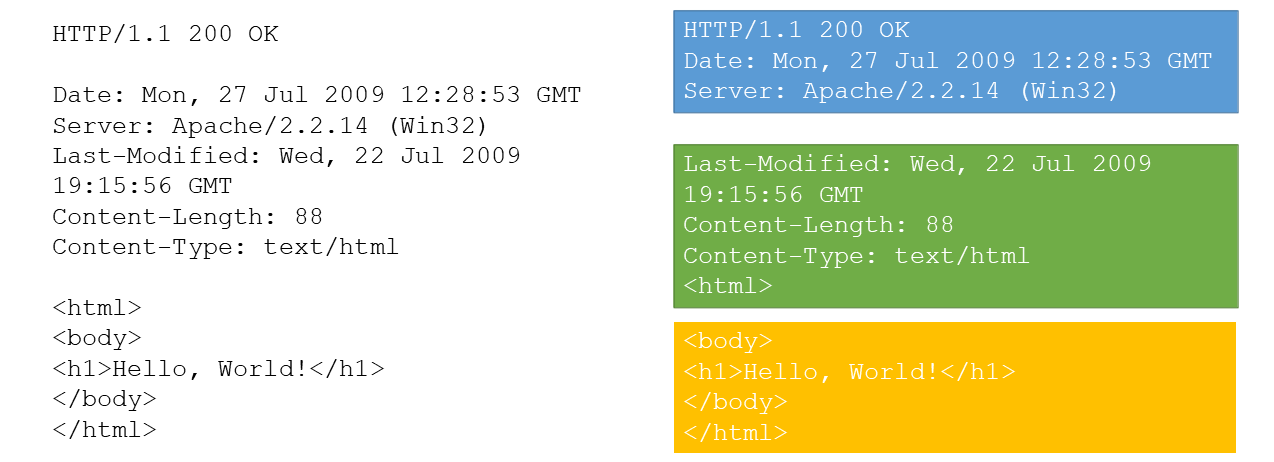 HTTP/1.1 200 OK
Date: Mon, 27 Jul 2009 12:28:53 GMT
Server: Apache/2.2.14 (Win32)
Last-Modified: Wed, 22 Jul 2009
19:15:56 GMT
Content-Length: 88
Content-Type: text/html
<html>
<body>
<h1>Hello, World!</h1>
</body>
</html>
HTTP/1.1 200 OK
Date: Mon, 27 Jul 2009 12:28:53 GMT
Server: Apache/2.2.14 (Win32)
Last-Modified: Wed, 22 Jul 2009
19:15:56 GMT
Content-Length: 88
Content-Type: text/html
<html>
<body>
<h1>Hello, World!</h1>
</body>
</html>